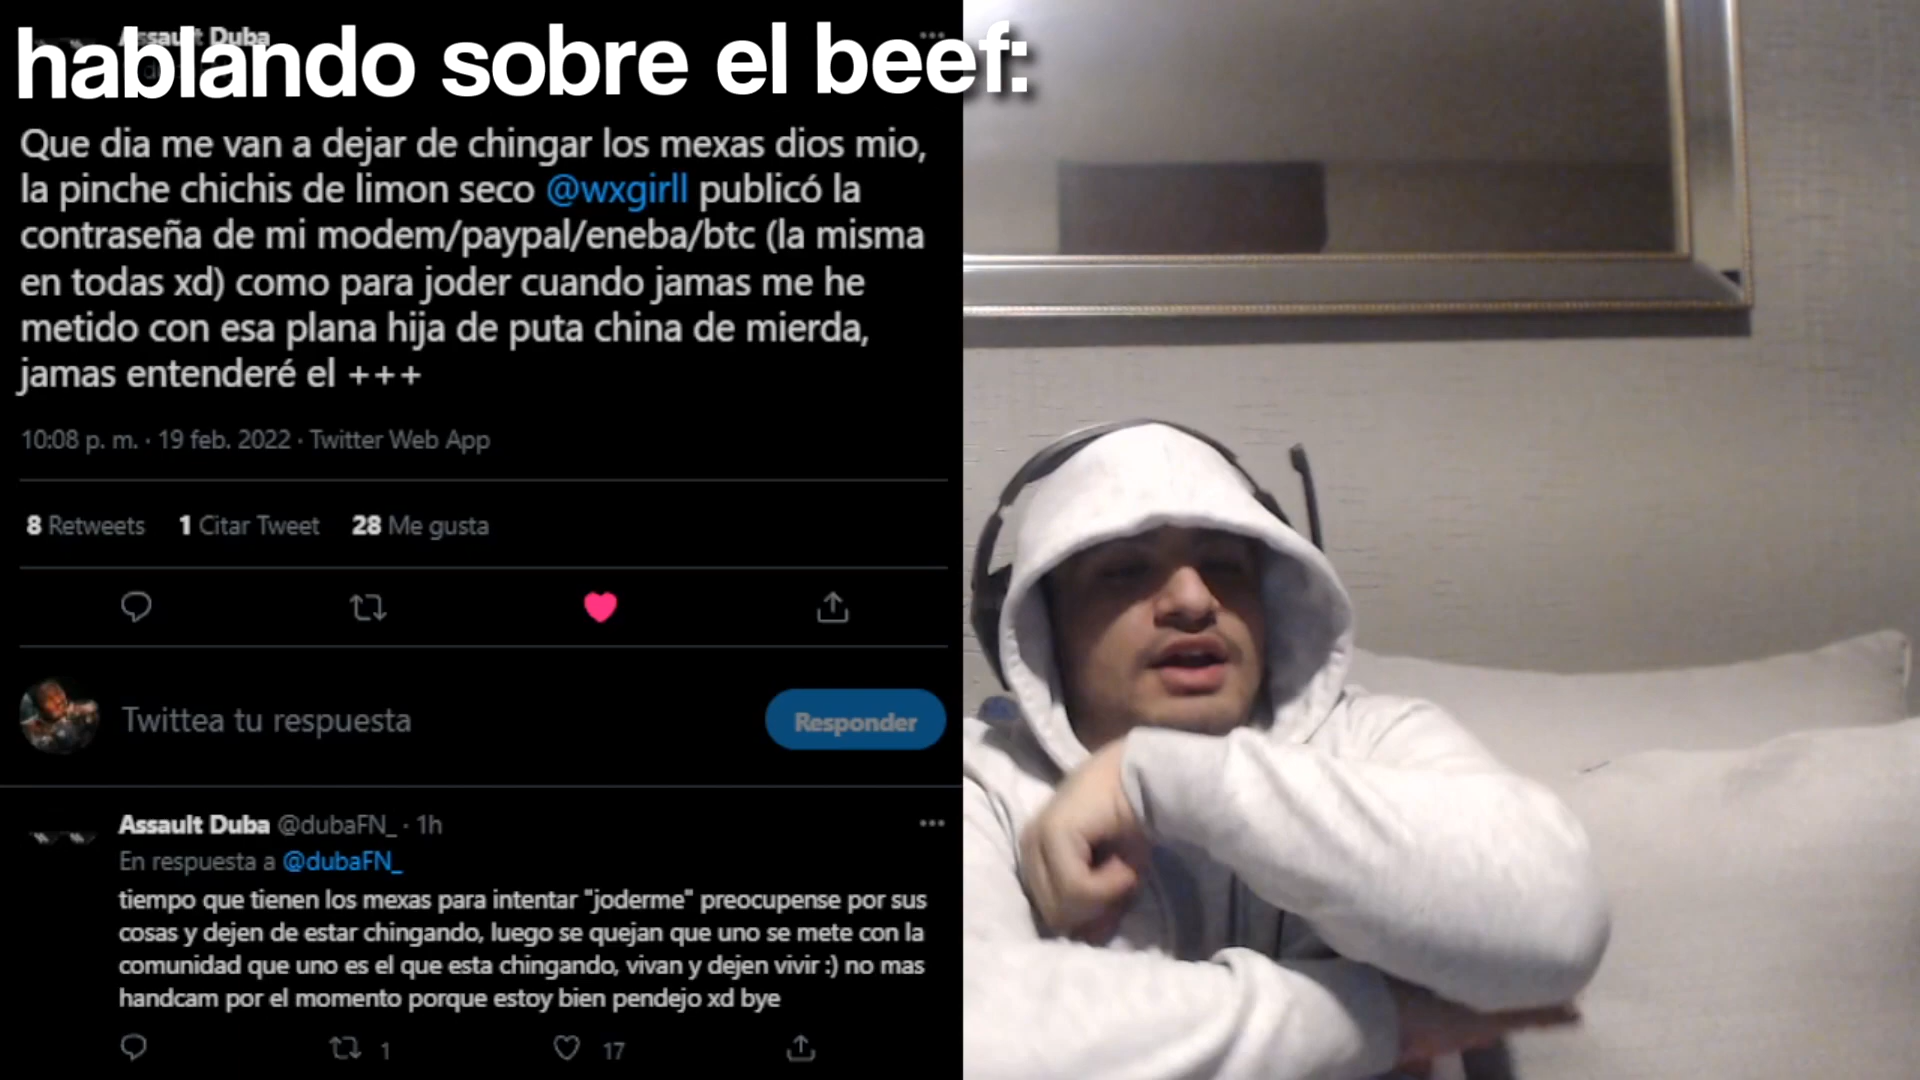 Assault Duba
hablando sobre el beef:
Que dia me van a dejar de chingar los mexas dios mio,
la pinche chichis de limon seco @wxgirll publicó la
contraseña de mi modem/paypal/eneba/btc (la misma
en todas xd) como para joder cuando jamas me he
metido con esa plana hija de puta china de mierda,
jamas entenderé el +++
10:08 p. m. · 19 feb. 2022 · Twitter Web App
8 Retweets 1 Citar Tweet 28 Me gusta
Twittea tu respuesta
Responder
Assault Duba @dubaFN_ · 1h
En respuesta a @dubaFN_
tiempo que tienen los mexas para intentar "joderme" preocupense por sus
cosas y dejen de estar chingando, luego se quejan que uno se mete con la
comunidad que uno es el que esta chingando, vivan y dejen vivir :) no mas
handcam por el momento porque estoy bien pendejo xd bye
1 17